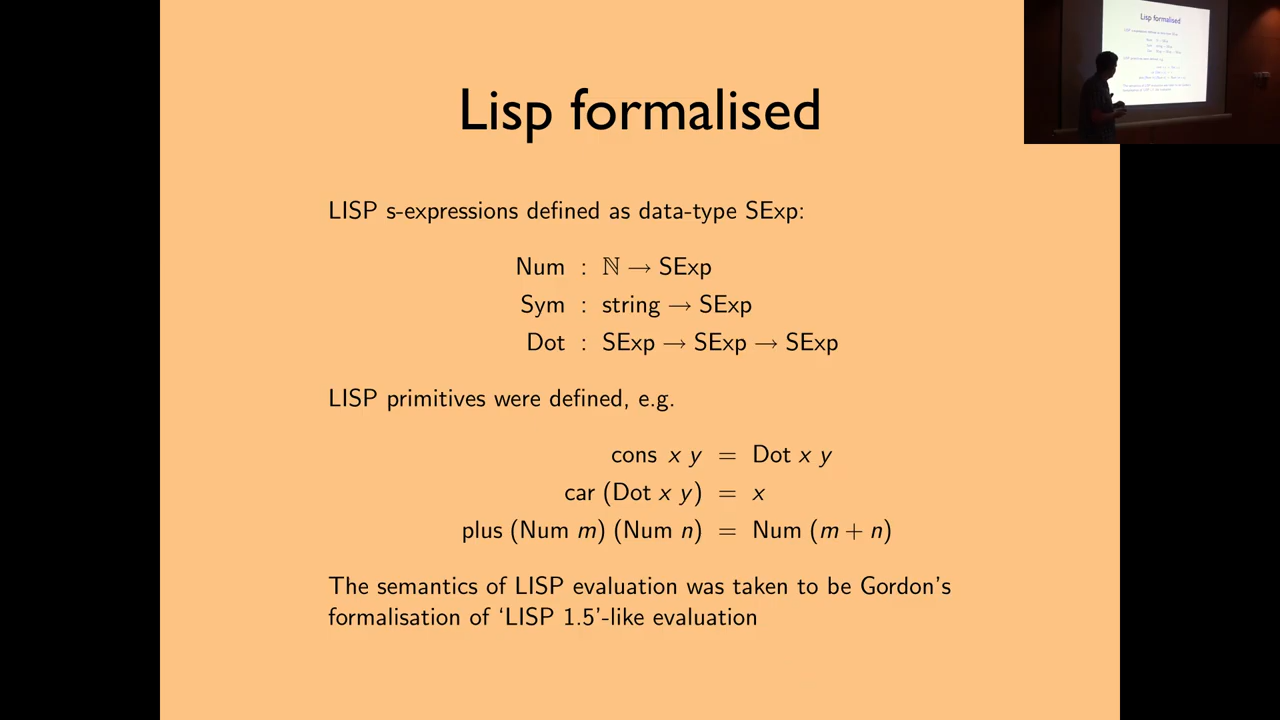 Lisp formalised
LISP s-expressions defined as data-type SExp:
Num : ℕ → SExp
Sym : string → SExp
Dot : SExp → SExp → SExp
LISP primitives were defined, e.g.
cons x y = Dot x y
car (Dot x y) = x
plus (Num m) (Num n) = Num (m + n)
The semantics of LISP evaluation was taken to be Gordon's
formalisation of ‘LISP 1.5’-like evaluation
Lisp formalised